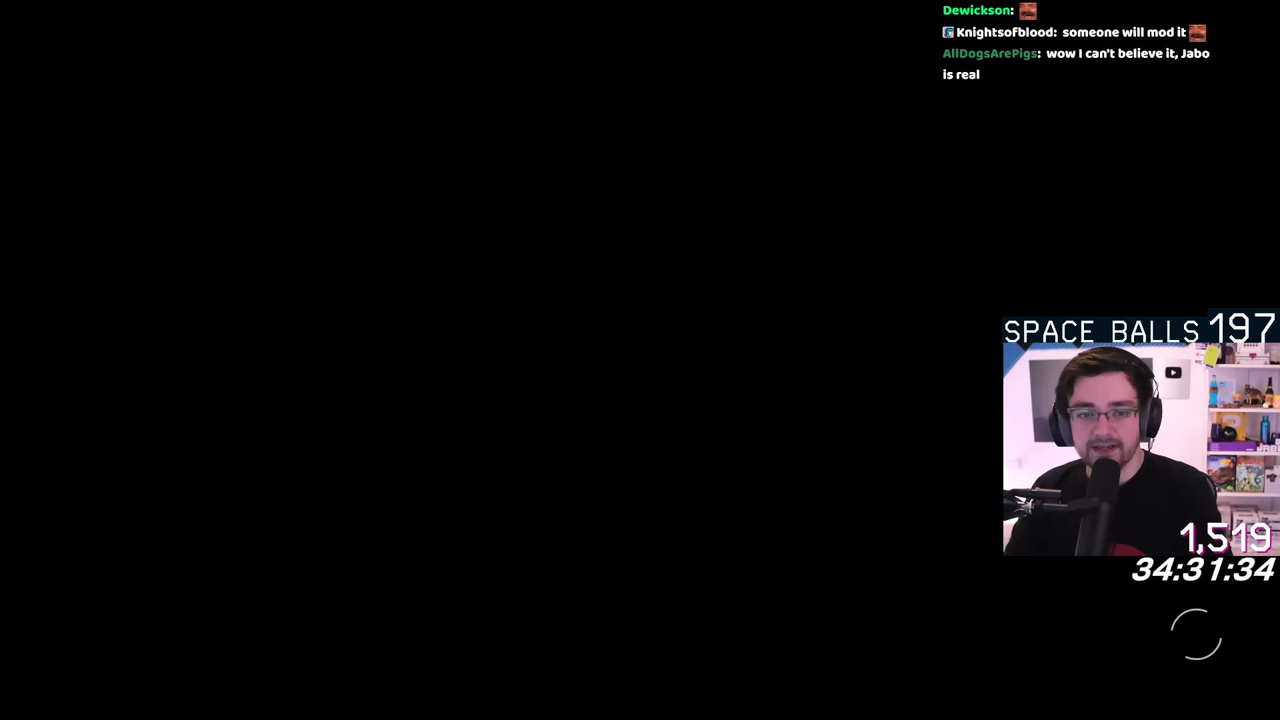 Dewickson:
Knightsofblood: someone will mod it
AllDogsArePigs: wow I can't believe it, Jabo
is real
SPACE BALLS 197
1,519
34:31:34